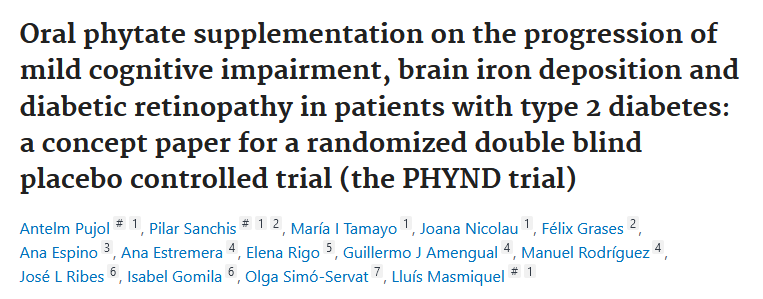 Oral phytate supplementation on the progression of
mild cognitive impairment, brain iron deposition and
diabetic retinopathy in patients with type 2 diabetes:
a concept paper for a randomized double blind
placebo controlled trial (the PHYND trial)
Antelm Pujol # 1, Pilar Sanchis # 1 2, María I Tamayo 1, Joana Nicolau 1, Félix Grases 2,
Ana Espino 3, Ana Estremera 4, Elena Rigo 5, Guillermo J Amengual 4, Manuel Rodríguez 4,
José L Ribes 6, Isabel Gomila 6, Olga Simó-Servat 7, Lluís Masmiquel # 1